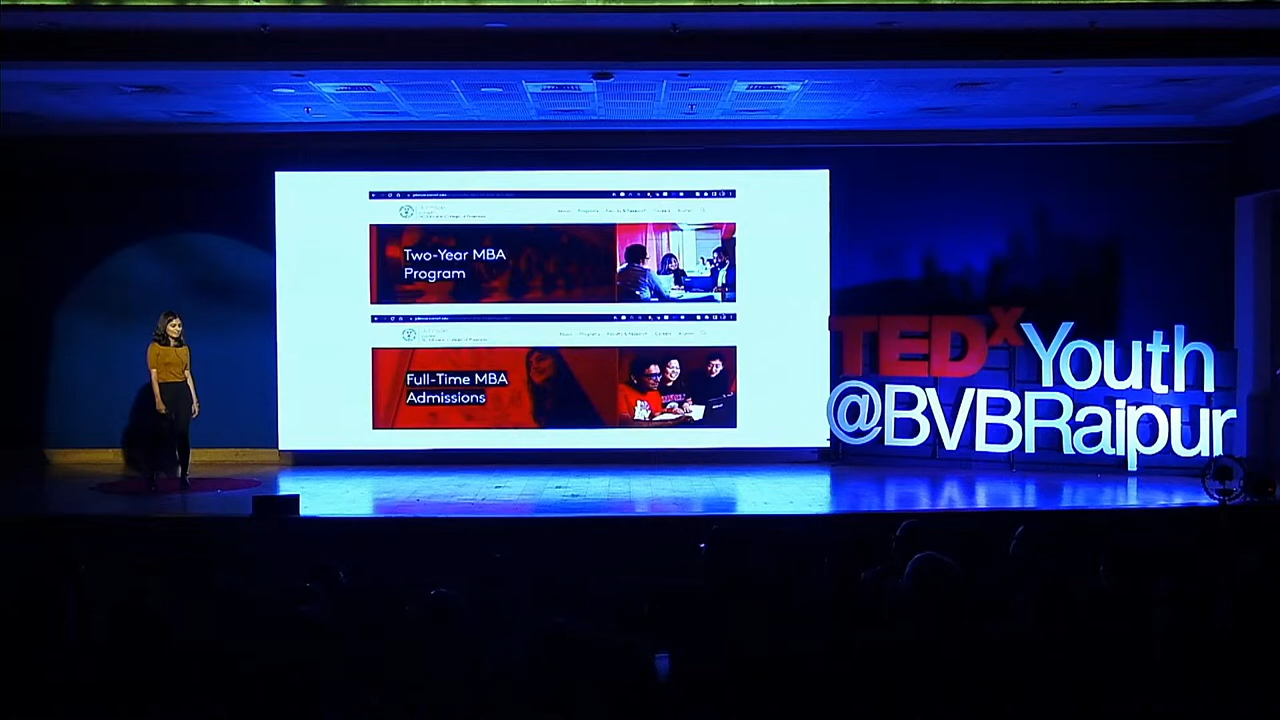 Two-Year MBA
Program
Full-Time MBA
Admissions
TEDx Youth
@BVBRaipur